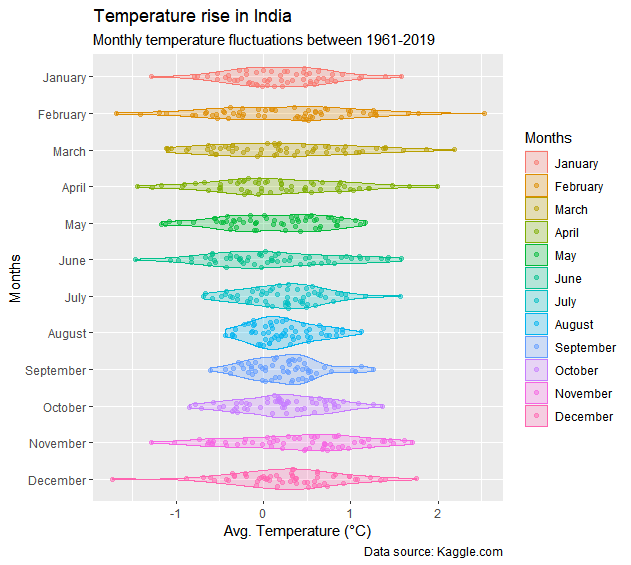 Temperature rise in India
Monthly temperature fluctuations between 1961-2019
Months
January
February
March
April
May
June
July
August
September
October
November
December
-1
0
1
2
Avg. Temperature (°C)
Months
January
February
March
April
May
June
July
August
September
October
November
December
Data source: Kaggle.com